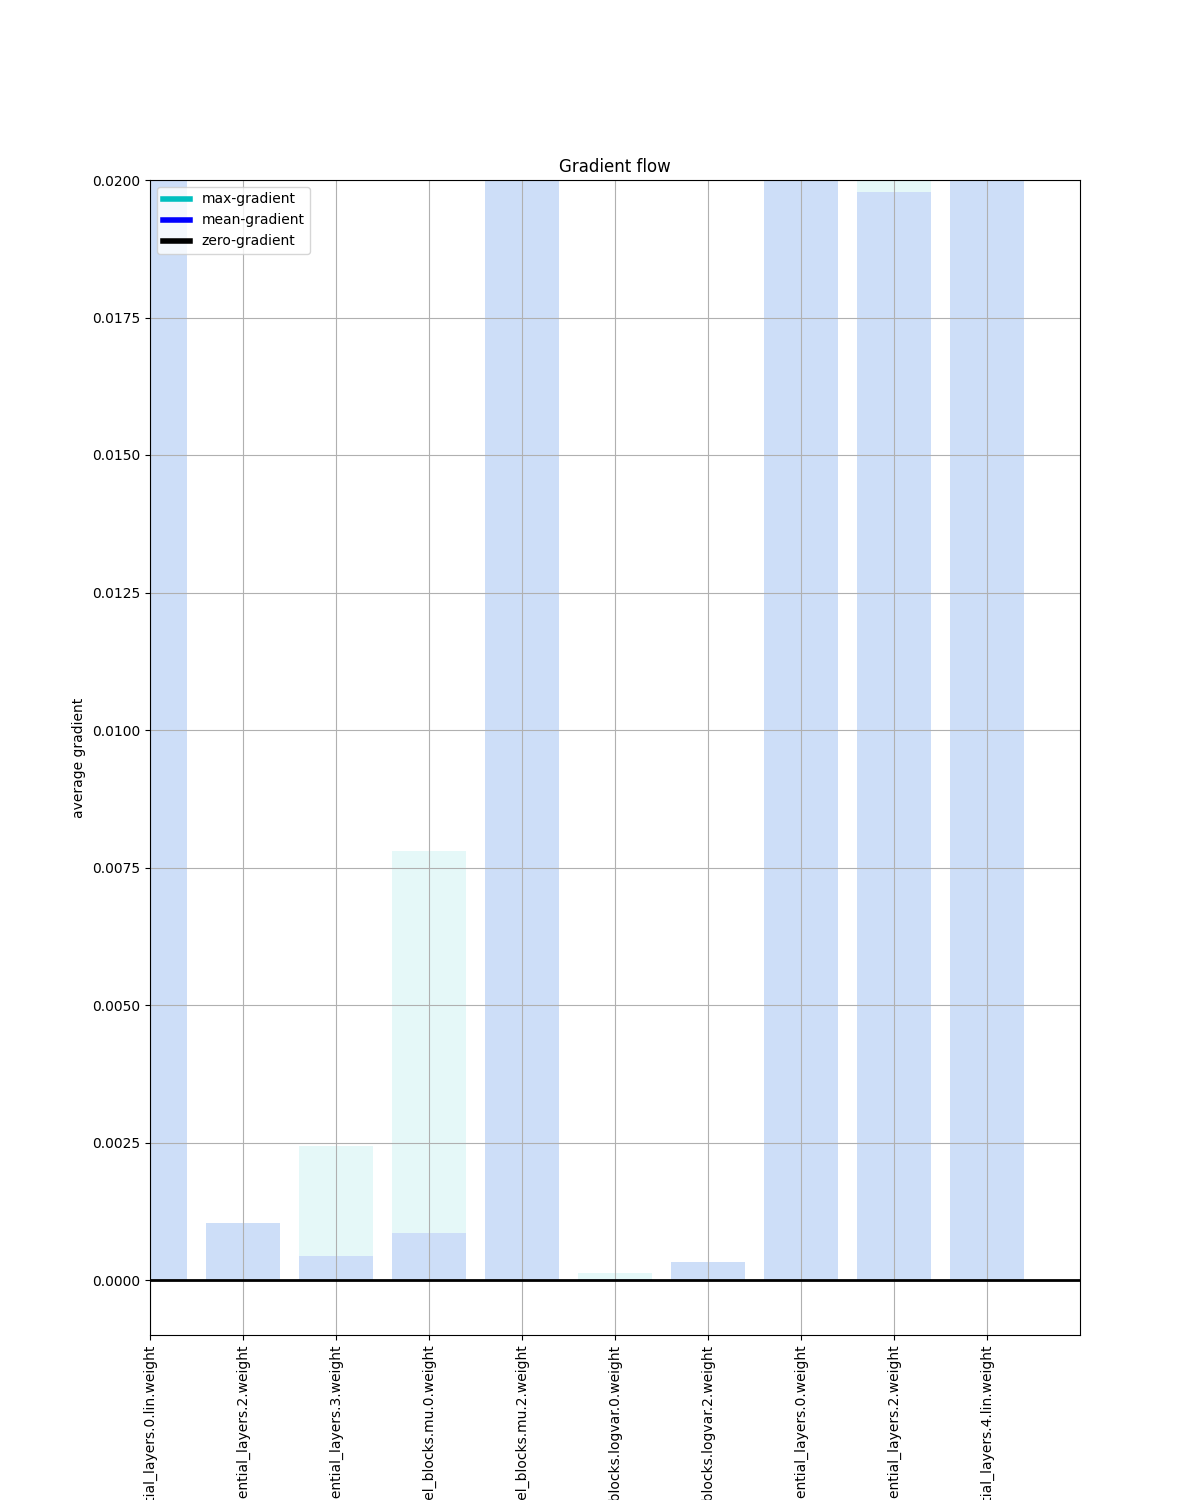 Gradient flow
max-gradient
mean-gradient
zero-gradient
0.0200
0.0175
0.0150
0.0125
0.0100
0.0075
0.0050
0.0025
0.0000
average gradient
tial_layers.0.lin.weight
ential_layers.2.weight
ential_layers.3.weight
el_blocks.mu.0.weight
el_blocks.mu.2.weight
blocks.logvar.0.weight
blocks.logvar.2.weight
ential_layers.0.weight
ential_layers.2.weight
tial_layers.4.lin.weight